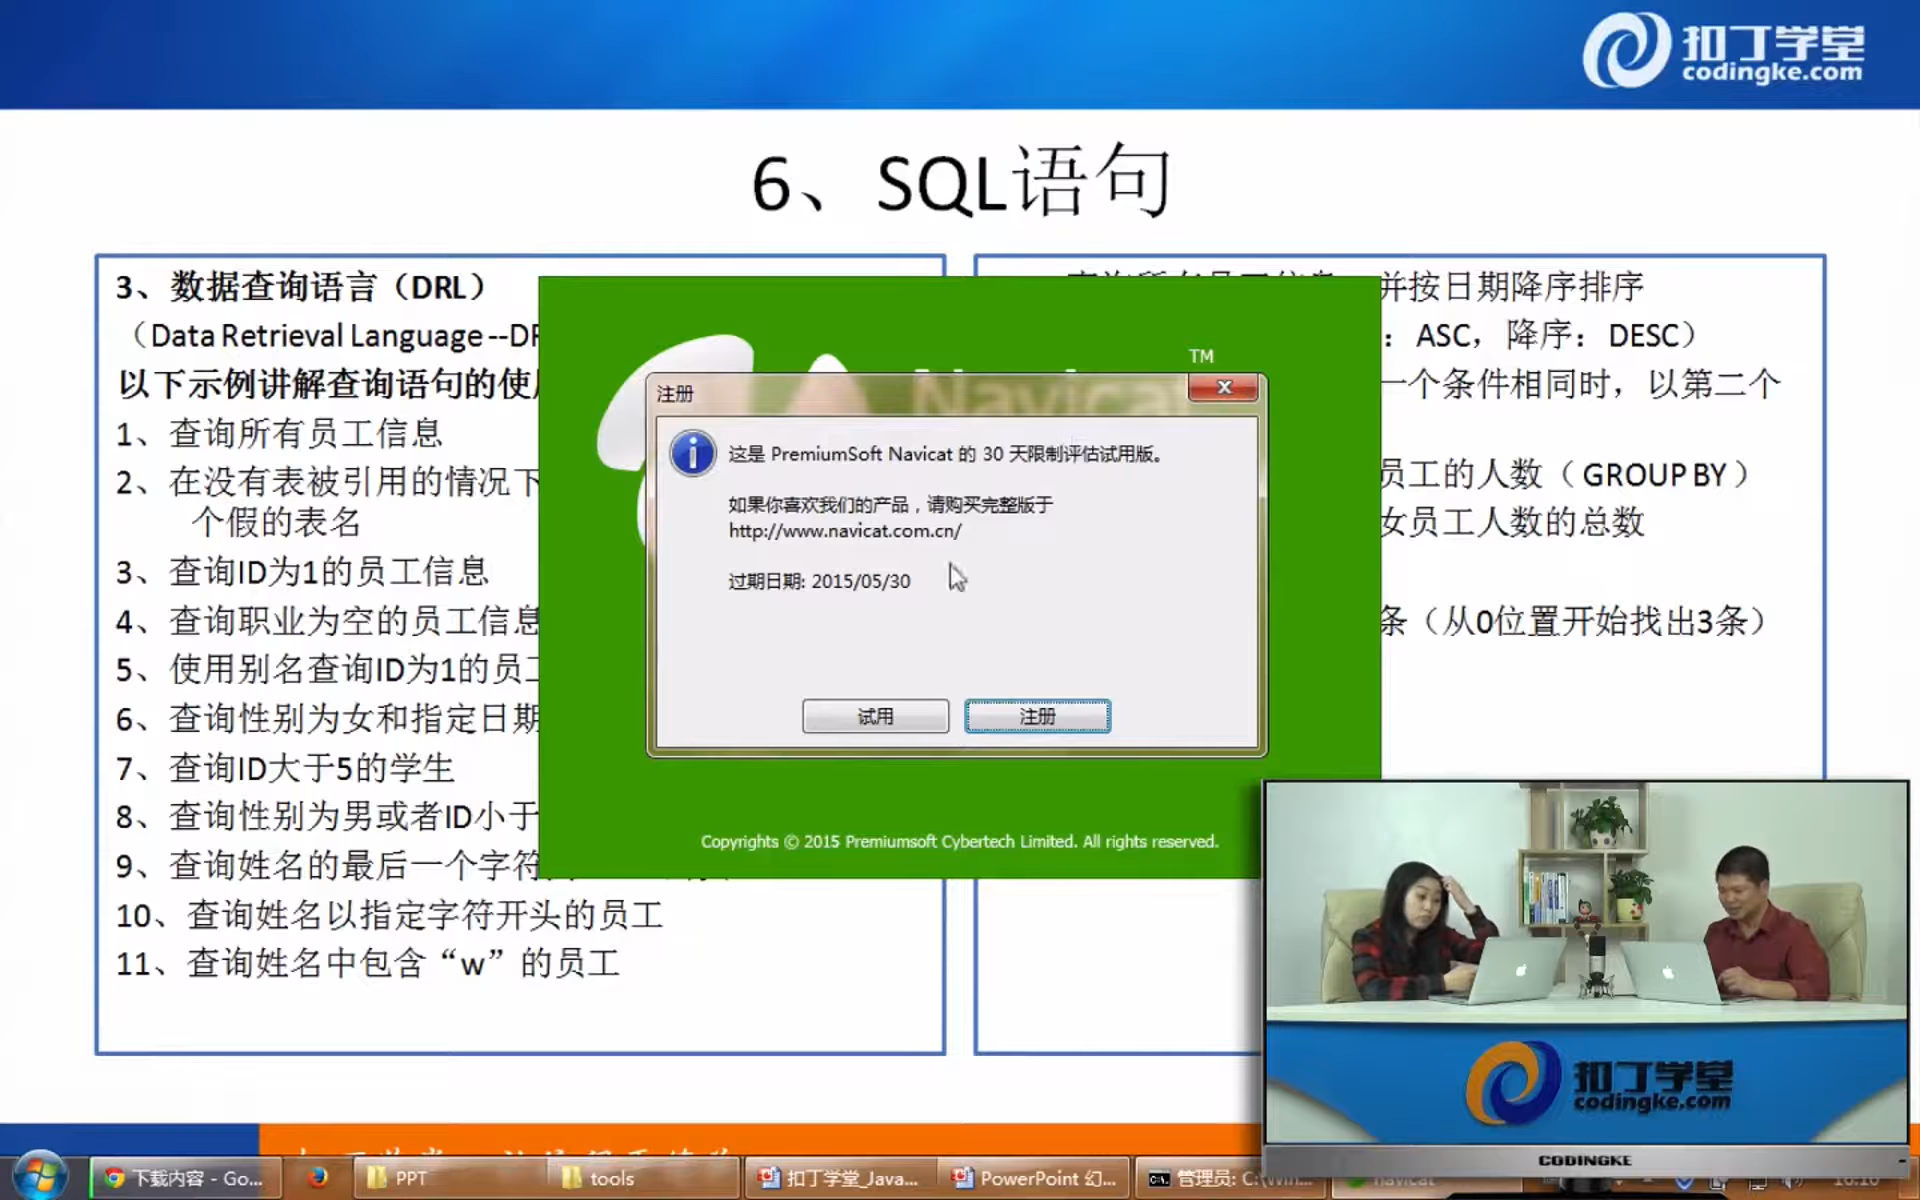 扣丁学堂
codingke.com
6、SQL语句
3、数据查询语言（DRL）
（Data Retrieval Language --DR
以下示例讲解查询语句的使
1、查询所有员工信息
2、在没有表被引用的情况下
个假的表名
3、查询ID为1的员工信息
4、查询职业为空的员工信息
5、使用别名查询ID为1的员工
6、查询性别为女和指定日期
7、查询ID大于5的学生
8、查询性别为男或者ID小于
9、查询姓名的最后一个字符
10、查询姓名以指定字符开头的员工
11、查询姓名中包含“w”的员工
并按日期降序排序
：ASC，降序：DESC）
一个条件相同时，以第二个
员工的人数（ GROUP BY ）
女员工人数的总数
条（从0位置开始找出3条）
Navicat
TM
注册
这是 PremiumSoft Navicat 的 30 天限制评估试用版。
如果你喜欢我们的产品，请购买完整版于
http://www.navicat.com.cn/
过期日期: 2015/05/30
试用
注册
Copyrights © 2015 Premiumsoft Cybertech Limited. All rights reserved.
扣丁学堂
codingke.com
CODINGKE
下载内容 - Go...
PPT
tools
扣丁学堂_Java...
PowerPoint 幻...
管理员: C:\Win...
navicat
16:10